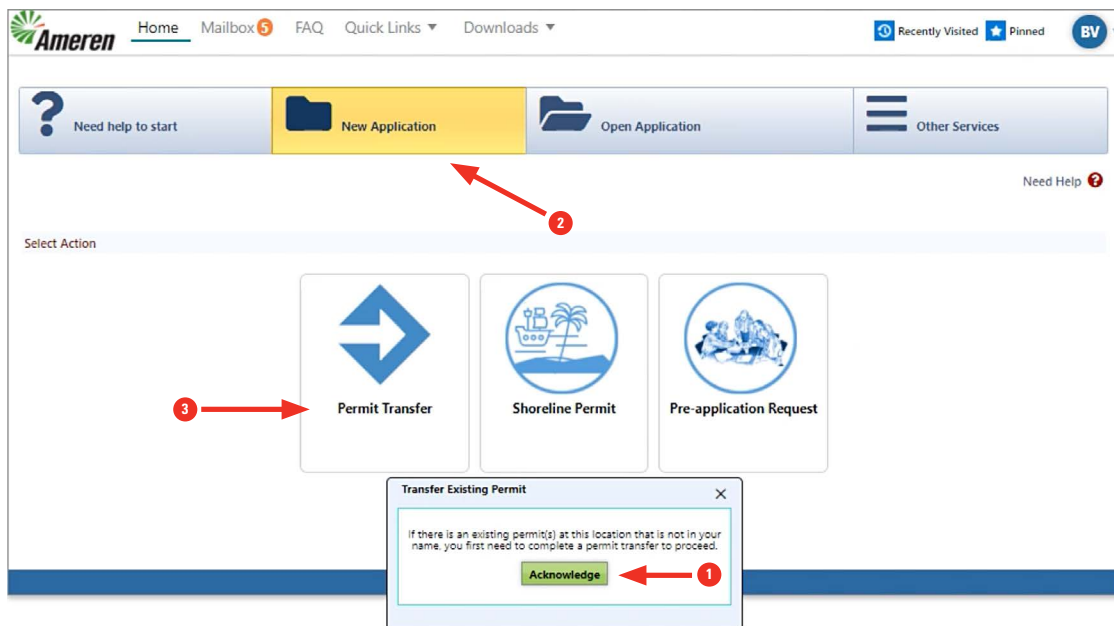 Ameren Home Mailbox 5 FAQ Quick Links Downloads Recently Visited Pinned BV
Need help to start New Application Open Application Other Services
Need Help ?
2
Select Action
3 Permit Transfer Shoreline Permit Pre-application Request
Transfer Existing Permit X
If there is an existing permit(s) at this location that is not in your
name, you first need to complete a permit transfer to proceed.
Acknowledge 1